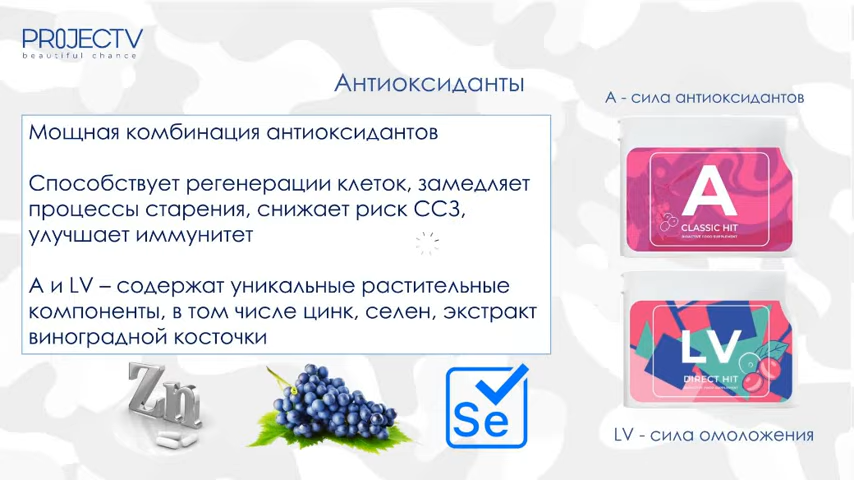 PROJECTV
beautiful chance
Антиоксиданты
Мощная комбинация антиоксидантов
Способствует регенерации клеток, замедляет
процессы старения, снижает риск ССЗ,
улучшает иммунитет
А и LV – содержат уникальные растительные
компоненты, в том числе цинк, селен, экстракт
виноградной косточки
А - сила антиоксидантов
A
CLASSIC HIT
LV
DIRECT HIT
LV - сила омоложения
Zn
Se